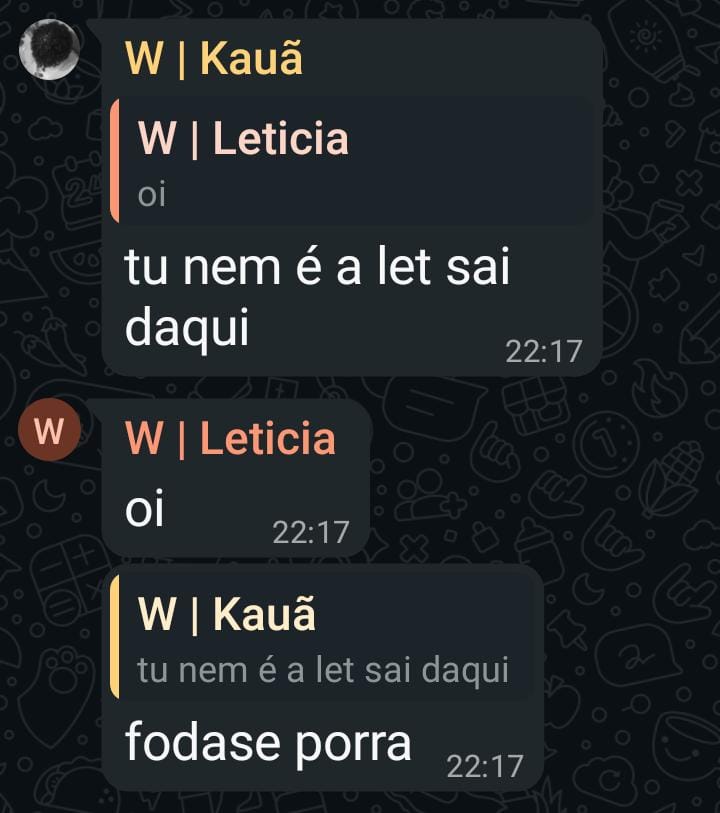 W | Kauã
W | Leticia
oi
tu nem é a let sai
daqui
22:17
W
W | Leticia
oi
22:17
W | Kauã
tu nem é a let sai daqui
fodase porra
22:17